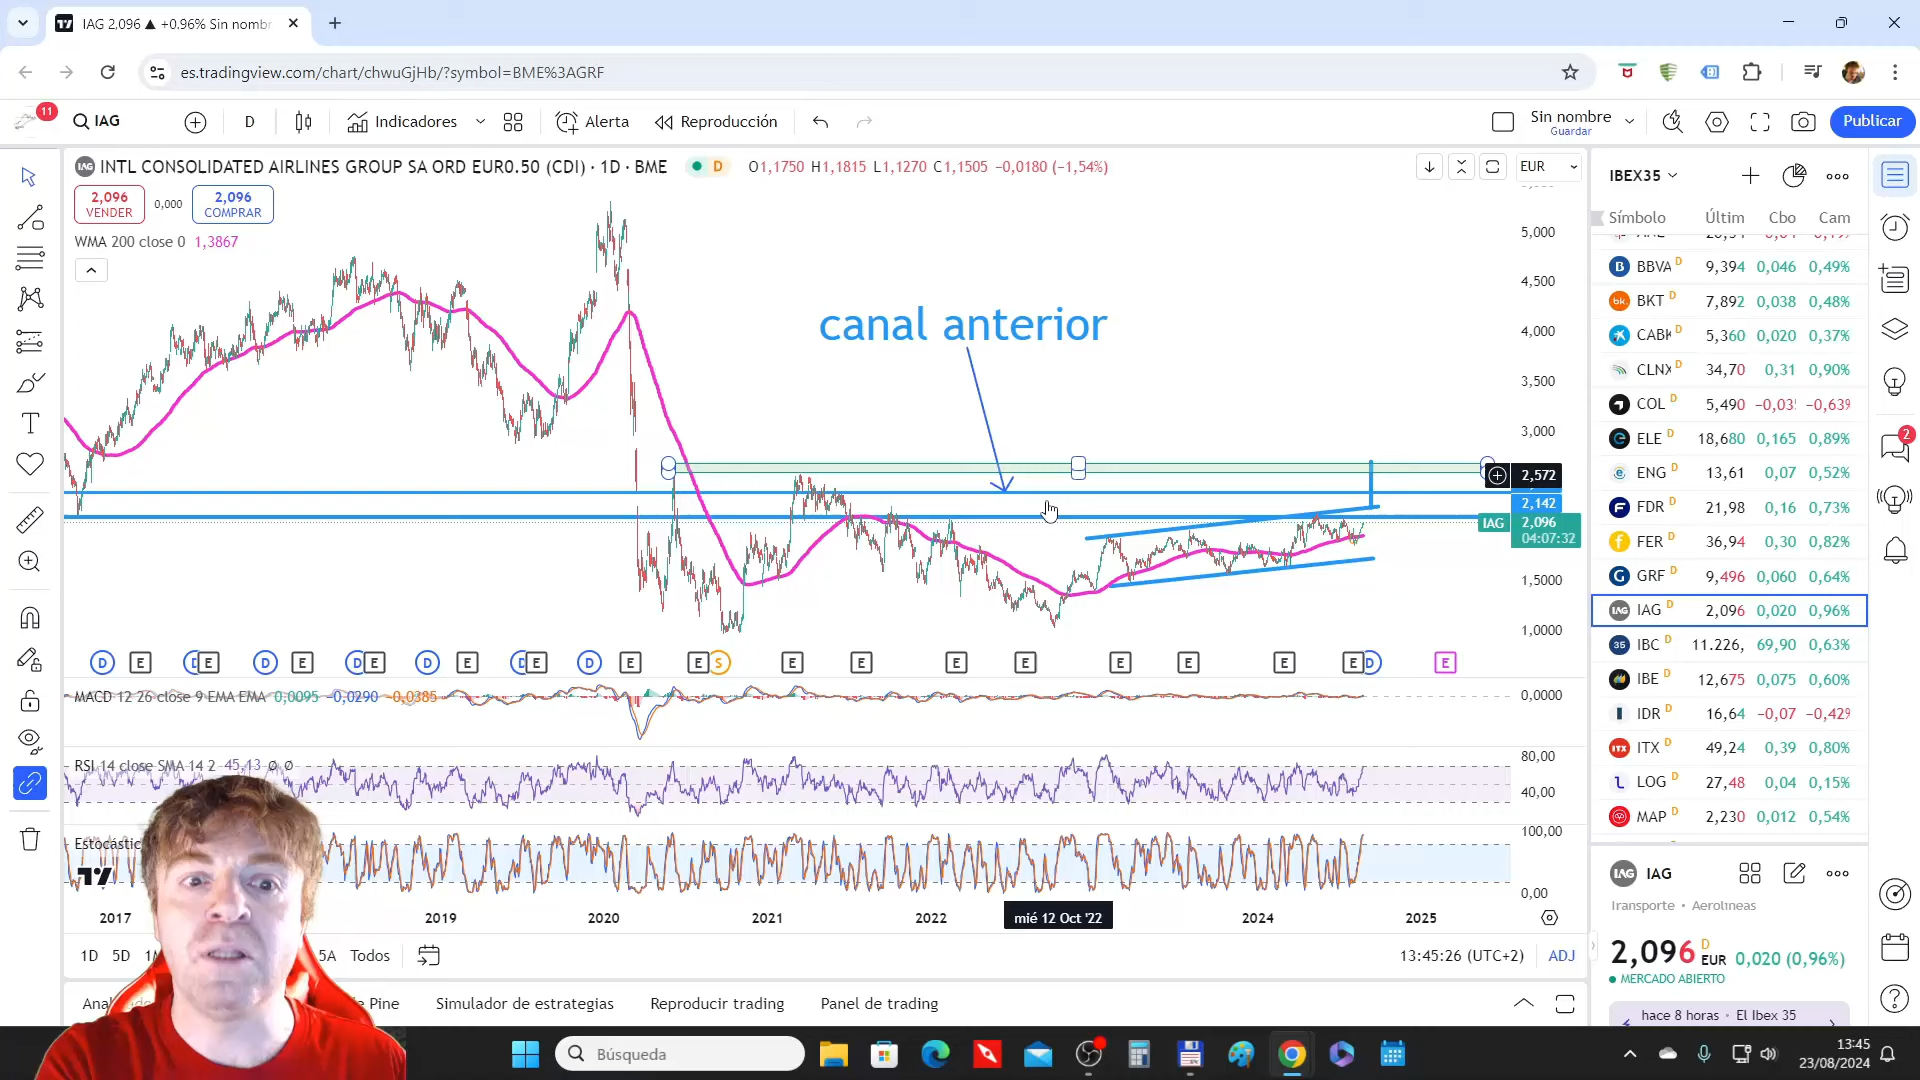 IAG 2,096 ▲ +0.96% Sin nombr
es.tradingview.com/chart/chwuGjHb/?symbol=BME%3AGRF
11
IAG
D
Indicadores
Alerta
Reproducción
Sin nombre
Guardar
Publicar
INTL CONSOLIDATED AIRLINES GROUP SA ORD EUR0.50 (CDI) · 1D · BME
D
O1,1750 H1,1815 L1,1270 C1,1505 −0,0180 (−1,54%)
EUR
2,096
VENDER
0,000
2,096
COMPRAR
WMA 200 close 0 1,3867
canal anterior
5,000
4,500
4,000
3,500
3,000
2,572
2,142
IAG 2,096
04:07:32
1,5000
1,0000
D E D E D E D E D E D E D E E S E E E E E E E E D E
MACD 12 26 close 9 EMA EMA 0,0095 −0,0290 −0,0385
0,0000
RSI 14 close SMA 14 2 45,13 ∅ ∅
80,00
40,00
Estocástic
100,00
0,00
2017 2019 2020 2021 2022 mié 12 Oct '22 2024 2025
1D 5D 5A Todos
13:45:26 (UTC+2) ADJ
de Pine
Simulador de estrategias
Reproducir trading
Panel de trading
IBEX35
Símbolo Últim Cbo Cam
BBVA D 9,394 0,046 0,49%
BKT D 7,892 0,038 0,48%
CABK D 5,360 0,020 0,37%
CLNX D 34,70 0,31 0,90%
COL D 5,490 −0,03 −0,639
ELE D 18,680 0,165 0,89%
ENG D 13,61 0,07 0,52%
FDR D 21,98 0,16 0,73%
FER D 36,94 0,30 0,82%
GRF D 9,496 0,060 0,64%
IAG D 2,096 0,020 0,96%
IBC D 11.226, 69,90 0,63%
IBE D 12,675 0,075 0,60%
IDR D 16,64 −0,07 −0,429
ITX D 49,24 0,39 0,80%
LOG D 27,48 0,04 0,15%
MAP D 2,230 0,012 0,54%
2
IAG
Transporte • Aerolíneas
2,096 D EUR 0,020 (0,96%)
MERCADO ABIERTO
hace 8 horas · El Ibex 35
Búsqueda
13:45
23/08/2024